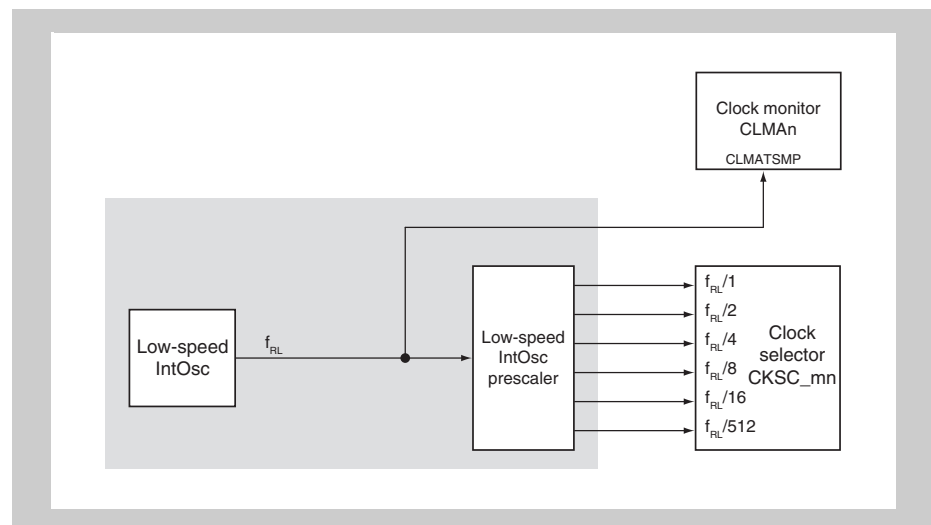 Clock monitor
CLMAn
CLMATSMP
Low-speed
IntOsc
fRL
Low-speed
IntOsc
prescaler
fRL/1
fRL/2
fRL/4
fRL/8
fRL/16
fRL/512
Clock
selector
CKSC_mn